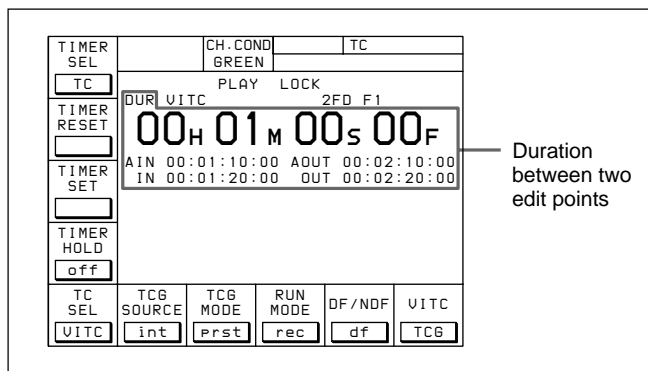 TIMER SEL
TC
CH.COND GREEN
TC
PLAY LOCK
TIMER RESET
DUR VITC 2FD F1
00H 01M 00S 00F
AIN 00:01:10:00 AOUT 00:02:10:00
IN 00:01:20:00 OUT 00:02:20:00
TIMER SET
TIMER HOLD
off
TC SEL
VITC
TCG SOURCE
int
TCG MODE
prst
RUN MODE
rec
DF/NDF
df
VITC
TCG
Duration
between two
edit points